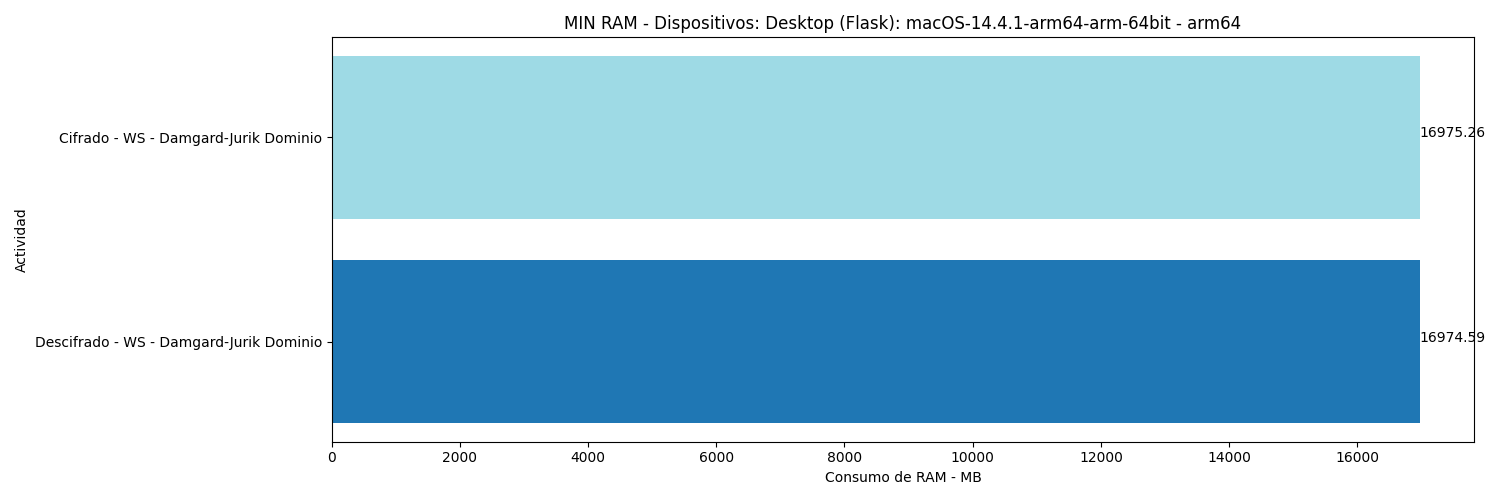 MIN RAM - Dispositivos: Desktop (Flask): macOS-14.4.1-arm64-arm-64bit - arm64
Cifrado - WS - Damgard-Jurik Dominio
16975.26
Actividad
Descifrado - WS - Damgard-Jurik Dominio
16974.59
0 2000 4000 6000 8000 10000 12000 14000 16000
Consumo de RAM - MB